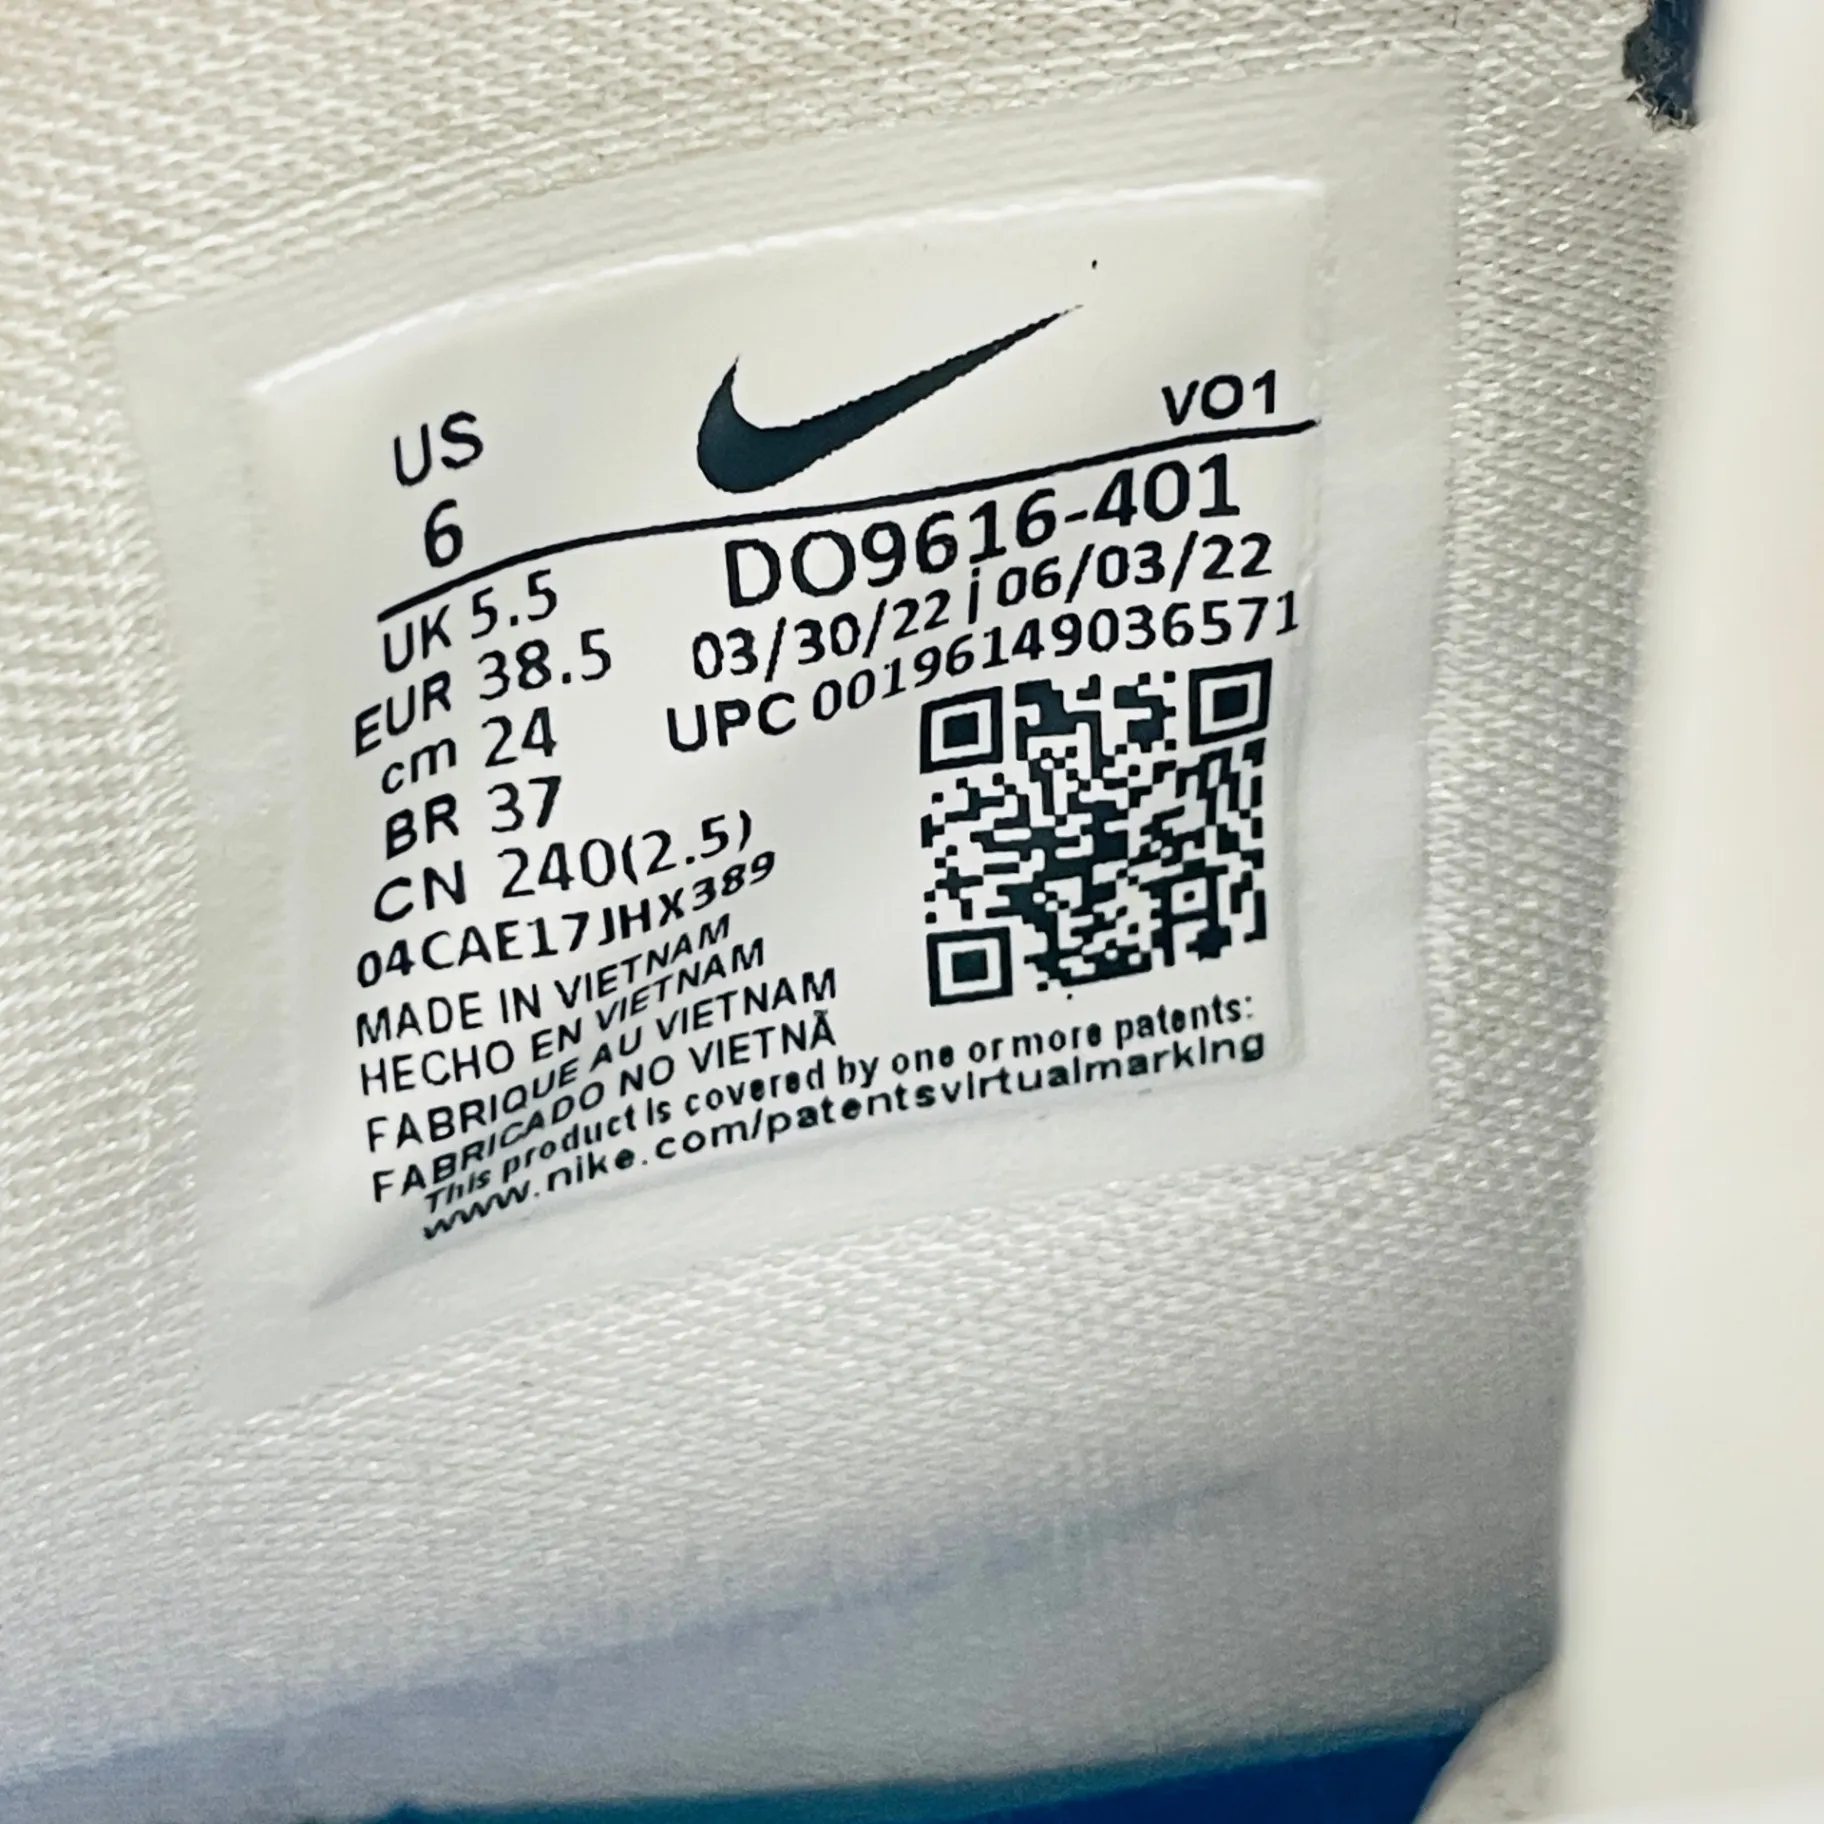 US
6
VO1
UK 5.5
EUR 38.5
cm 24
BR 37
CN 240(2.5)
DO9616-401
03/30/22 | 06/03/22
UPC 00196149036571
04CAE17JHX389
MADE IN VIETNAM
HECHO EN VIETNAM
FABRIQUE AU VIETNAM
FABRICADO NO VIETNÃ
This product is covered by one or more patents:
www.nike.com/patentsvirtualmarking